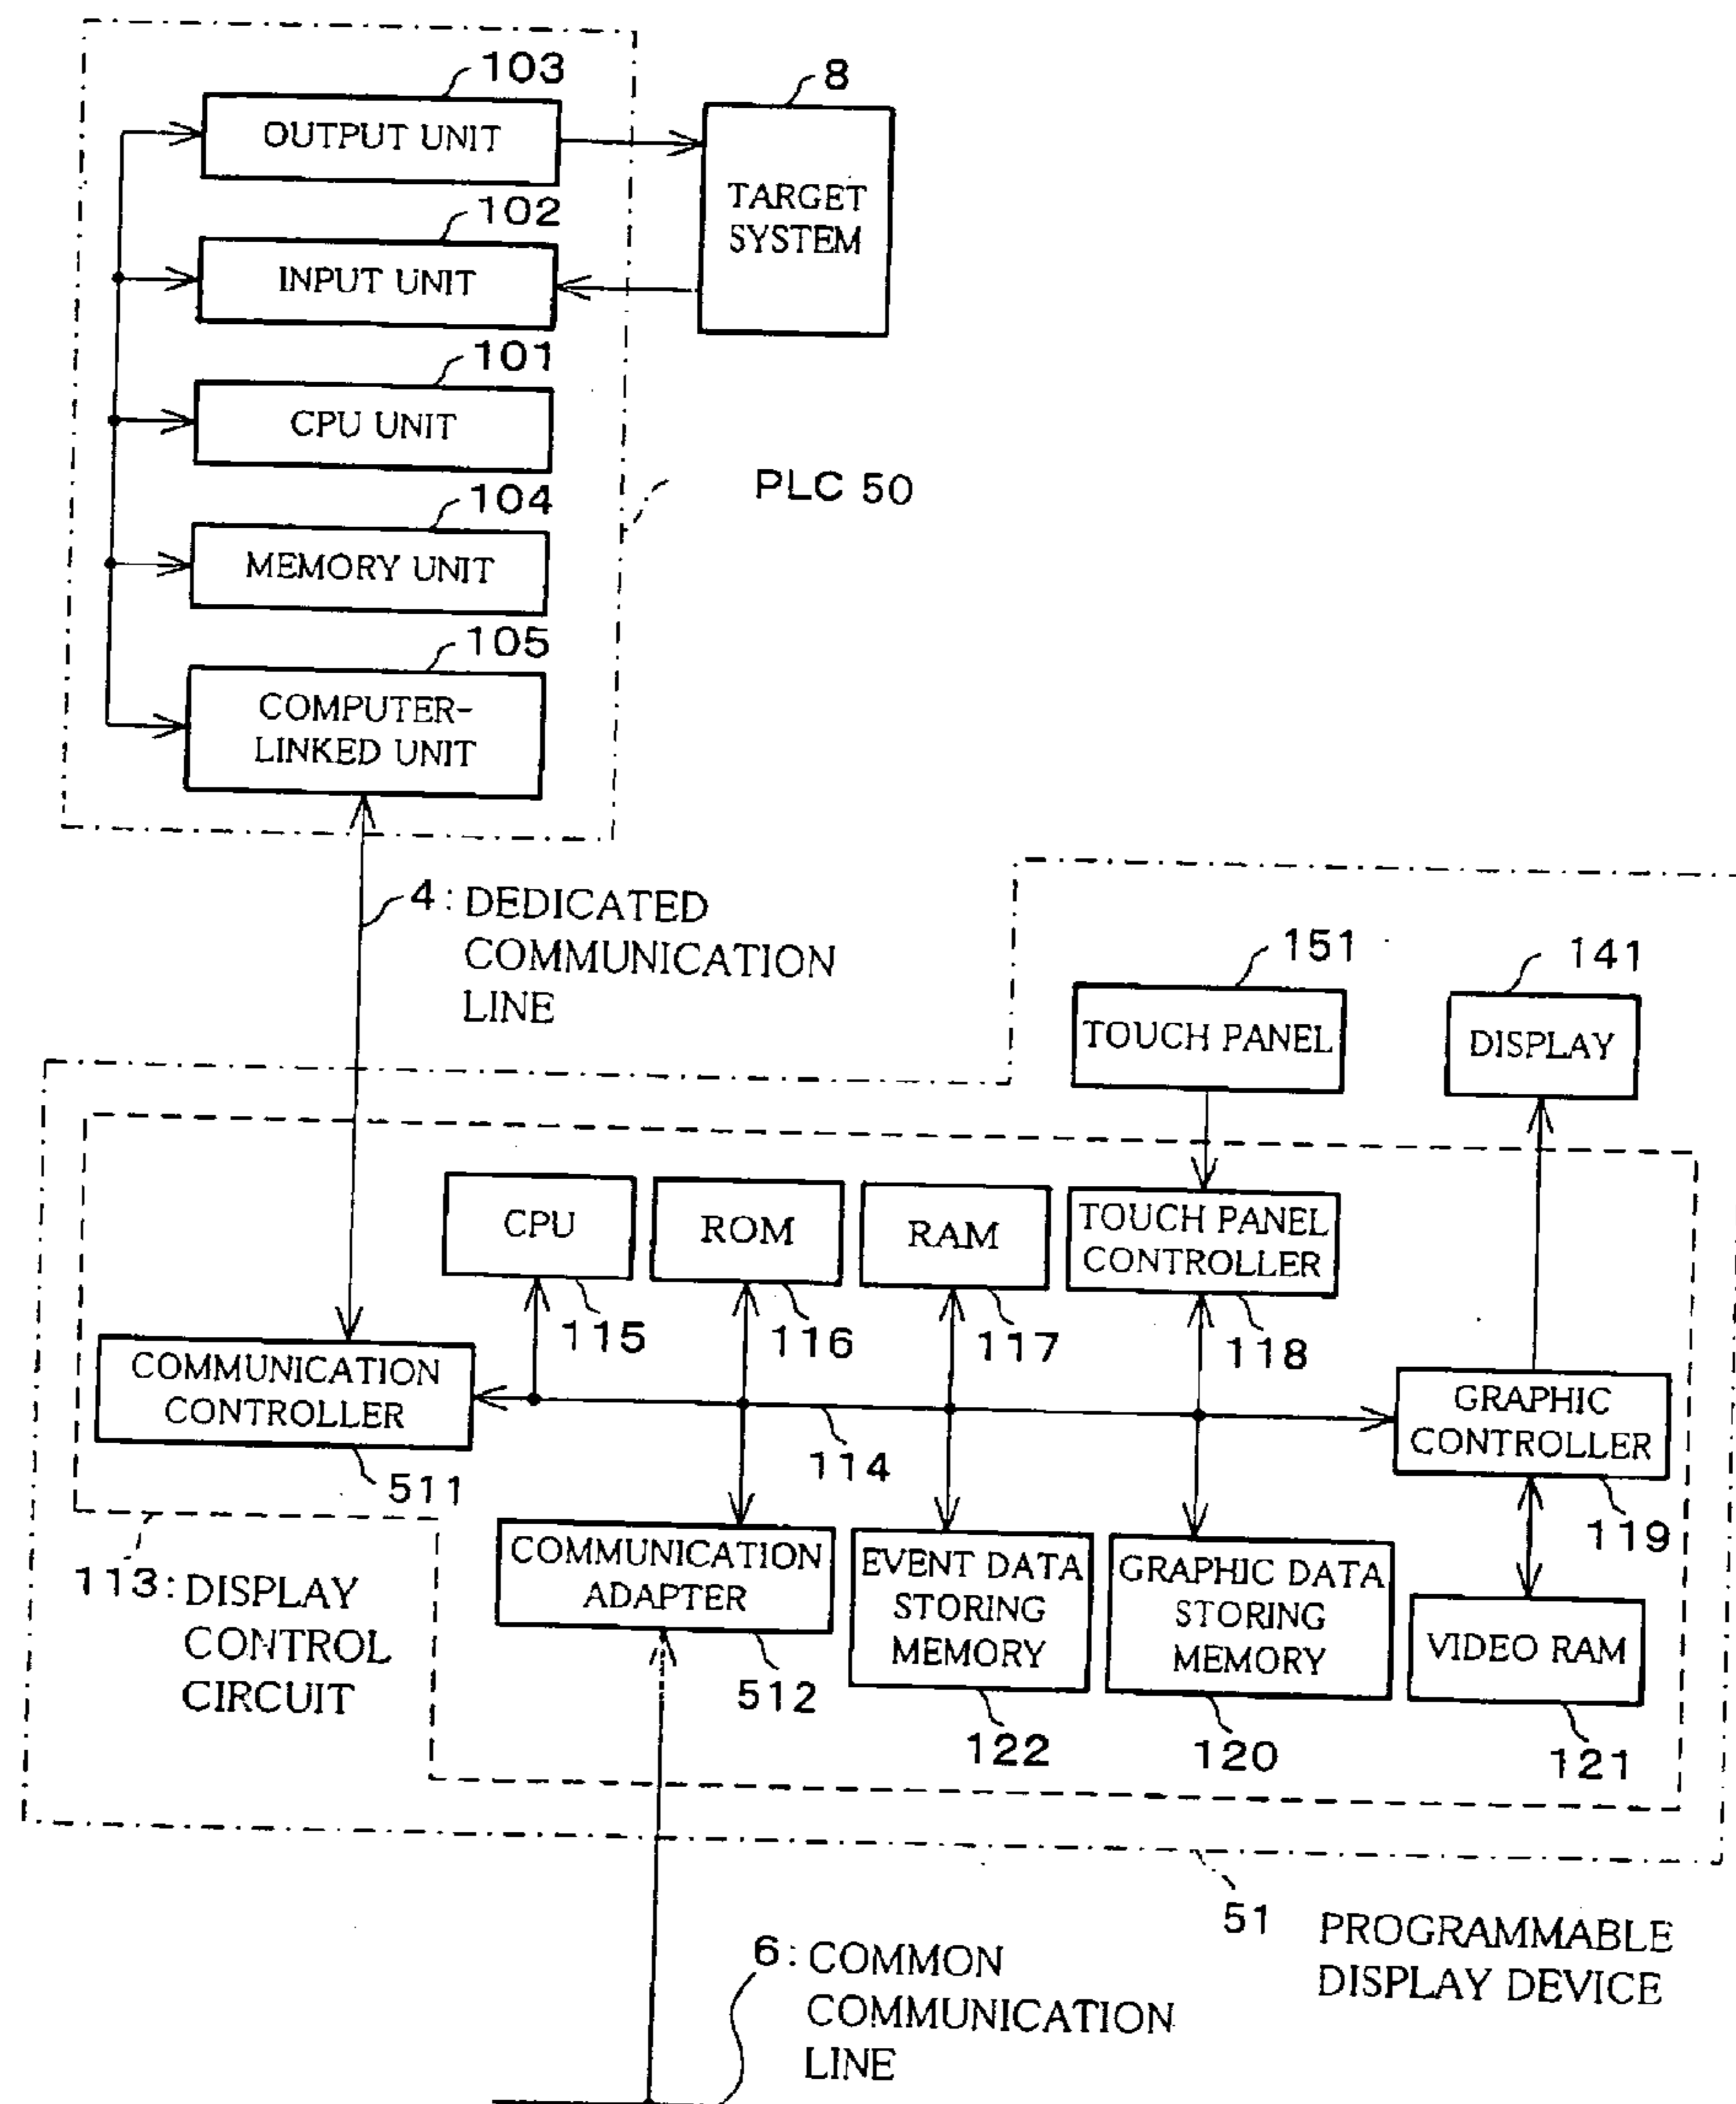 103
OUTPUT UNIT
8
TARGET
SYSTEM
102
INPUT UNIT
101
CPU UNIT
PLC 50
104
MEMORY UNIT
105
COMPUTER-
LINKED UNIT
4: DEDICATED
COMMUNICATION
LINE
151
TOUCH PANEL
141
DISPLAY
CPU
115
ROM
116
RAM
117
TOUCH PANEL
CONTROLLER
118
COMMUNICATION
CONTROLLER
511
114
GRAPHIC
CONTROLLER
119
113: DISPLAY
CONTROL
CIRCUIT
COMMUNICATION
ADAPTER
512
EVENT DATA
STORING
MEMORY
122
GRAPHIC DATA
STORING
MEMORY
120
VIDEO RAM
121
51 PROGRAMMABLE
DISPLAY DEVICE
6: COMMON
COMMUNICATION
LINE